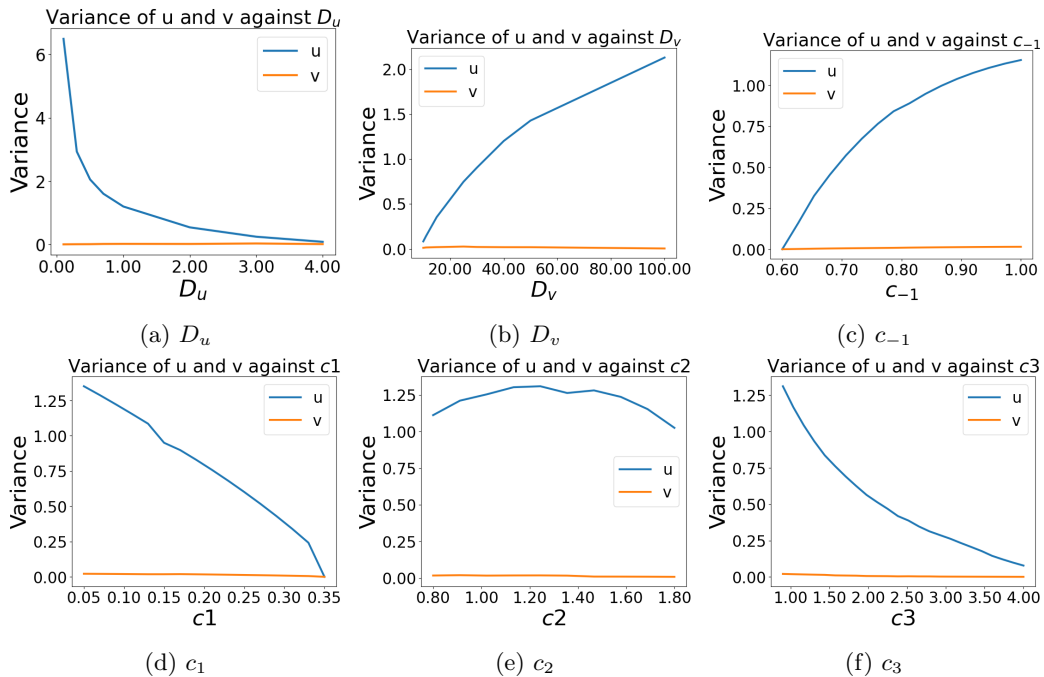 Variance of u and v against D_u
6
4
2
0
Variance
u
v
0.00 1.00 2.00 3.00 4.00
D_u
(a) D_u
Variance of u and v against D_v
2.0
1.5
1.0
0.5
0.0
Variance
u
v
20.00 40.00 60.00 80.00 100.00
D_v
(b) D_v
Variance of u and v against c_{-1}
1.00
0.75
0.50
0.25
0.00
Variance
u
v
0.60 0.70 0.80 0.90 1.00
c_{-1}
(c) c_{-1}
Variance of u and v against c1
1.25
1.00
0.75
0.50
0.25
0.00
Variance
u
v
0.05 0.10 0.15 0.20 0.25 0.30 0.35
c1
(d) c_1
Variance of u and v against c2
1.25
1.00
0.75
0.50
0.25
0.00
Variance
u
v
0.80 1.00 1.20 1.40 1.60 1.80
c2
(e) c_2
Variance of u and v against c3
1.25
1.00
0.75
0.50
0.25
0.00
Variance
u
v
1.00 1.50 2.00 2.50 3.00 3.50 4.00
c3
(f) c_3